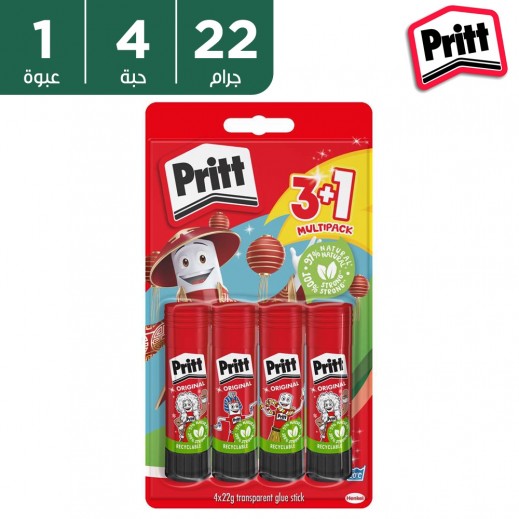 22 4 1
جرام حبة عبوة
Pritt
Pritt
3+1
MULTIPACK
97% NATURAL*
100% STRONG
Pritt Pritt Pritt Pritt
ORIGINAL ORIGINAL ORIGINAL ORIGINAL
RECYCLABLE RECYCLABLE RECYCLABLE RECYCLABLE
4x22g transparent glue stick
Henkel